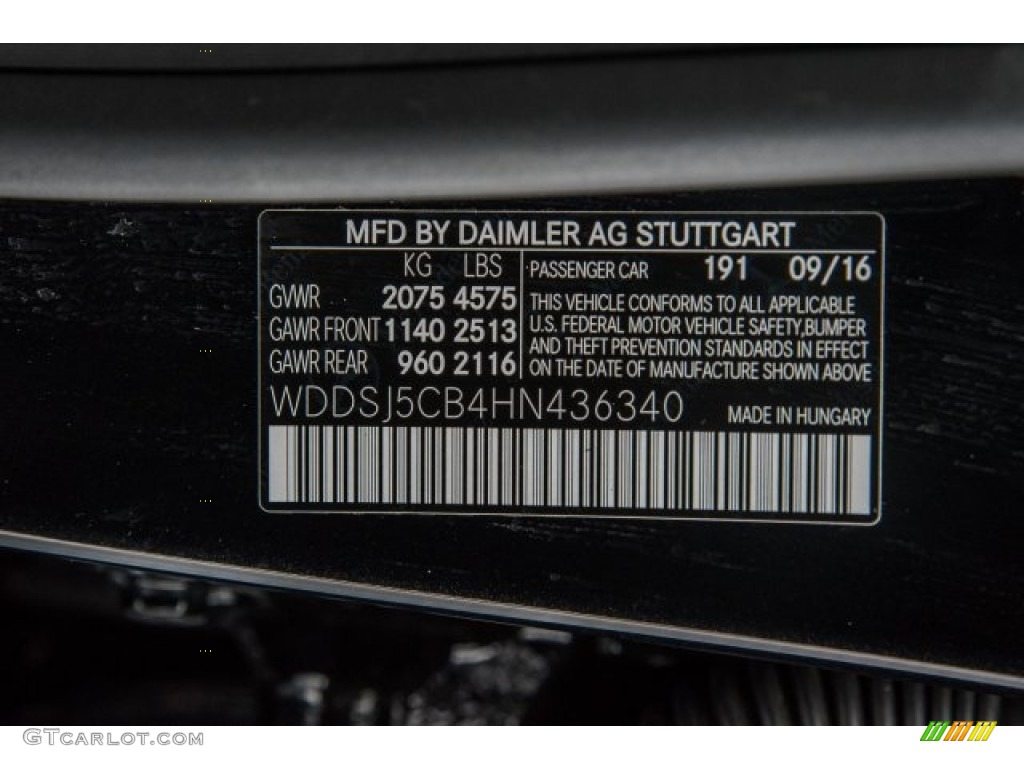 MFD BY DAIMLER AG STUTTGART
KG LBS
GVWR 2075 4575
GAWR FRONT 1140 2513
GAWR REAR 960 2116
PASSENGER CAR 191 09/16
THIS VEHICLE CONFORMS TO ALL APPLICABLE
U.S. FEDERAL MOTOR VEHICLE SAFETY,BUMPER
AND THEFT PREVENTION STANDARDS IN EFFECT
ON THE DATE OF MANUFACTURE SHOWN ABOVE
WDDSJ5CB4HN436340
MADE IN HUNGARY
GTCARLOT.COM